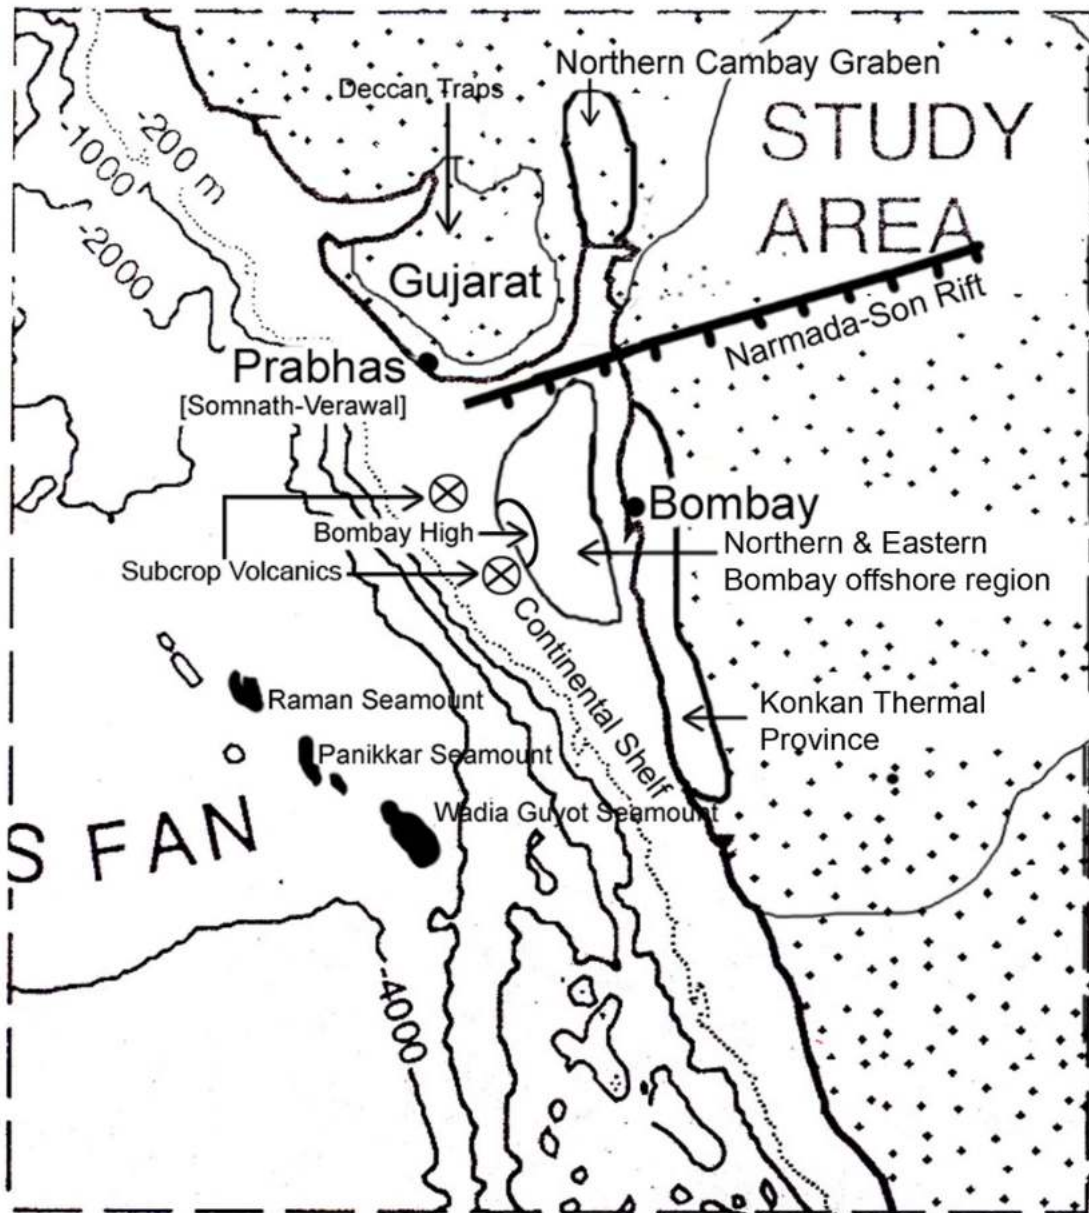 Northern Cambay Graben
Deccan Traps
STUDY
AREA
-200 m
-1000
-2000
Gujarat
Narmada-Son Rift
Prabhas
[Somnath-Verawal]
Bombay
Bombay High
Northern & Eastern
Bombay offshore region
Subcrop Volcanics
Continental Shelf
Raman Seamount
Konkan Thermal
Province
Panikkar Seamount
Wadia Guyot Seamount
S FAN
-4000